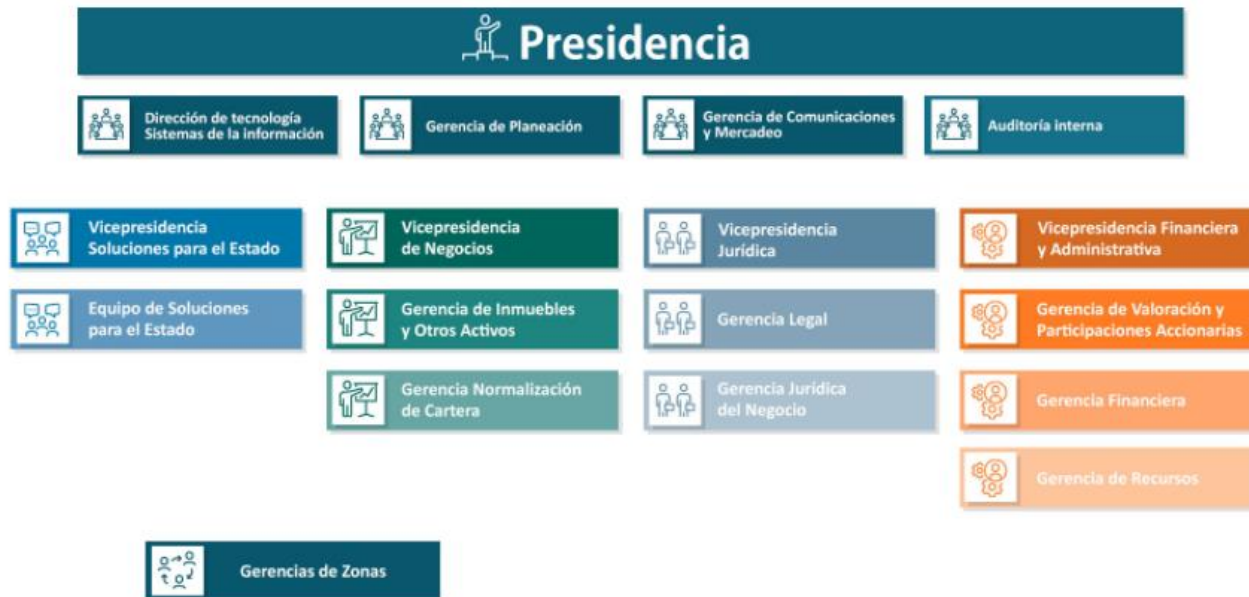 Presidencia
Dirección de tecnología
Sistemas de la información
Gerencia de Planeación
Gerencia de Comunicaciones
y Mercadeo
Auditoría interna
Vicepresidencia
Soluciones para el Estado
Vicepresidencia
de Negocios
Vicepresidencia
Jurídica
Vicepresidencia Financiera
y Administrativa
Equipo de Soluciones
para el Estado
Gerencia de Inmuebles
y Otros Activos
Gerencia Legal
Gerencia de Valoración y
Participaciones Accionarias
Gerencia Normalización
de Cartera
Gerencia Jurídica
del Negocio
Gerencia Financiera
Gerencia de Recursos
Gerencias de Zonas